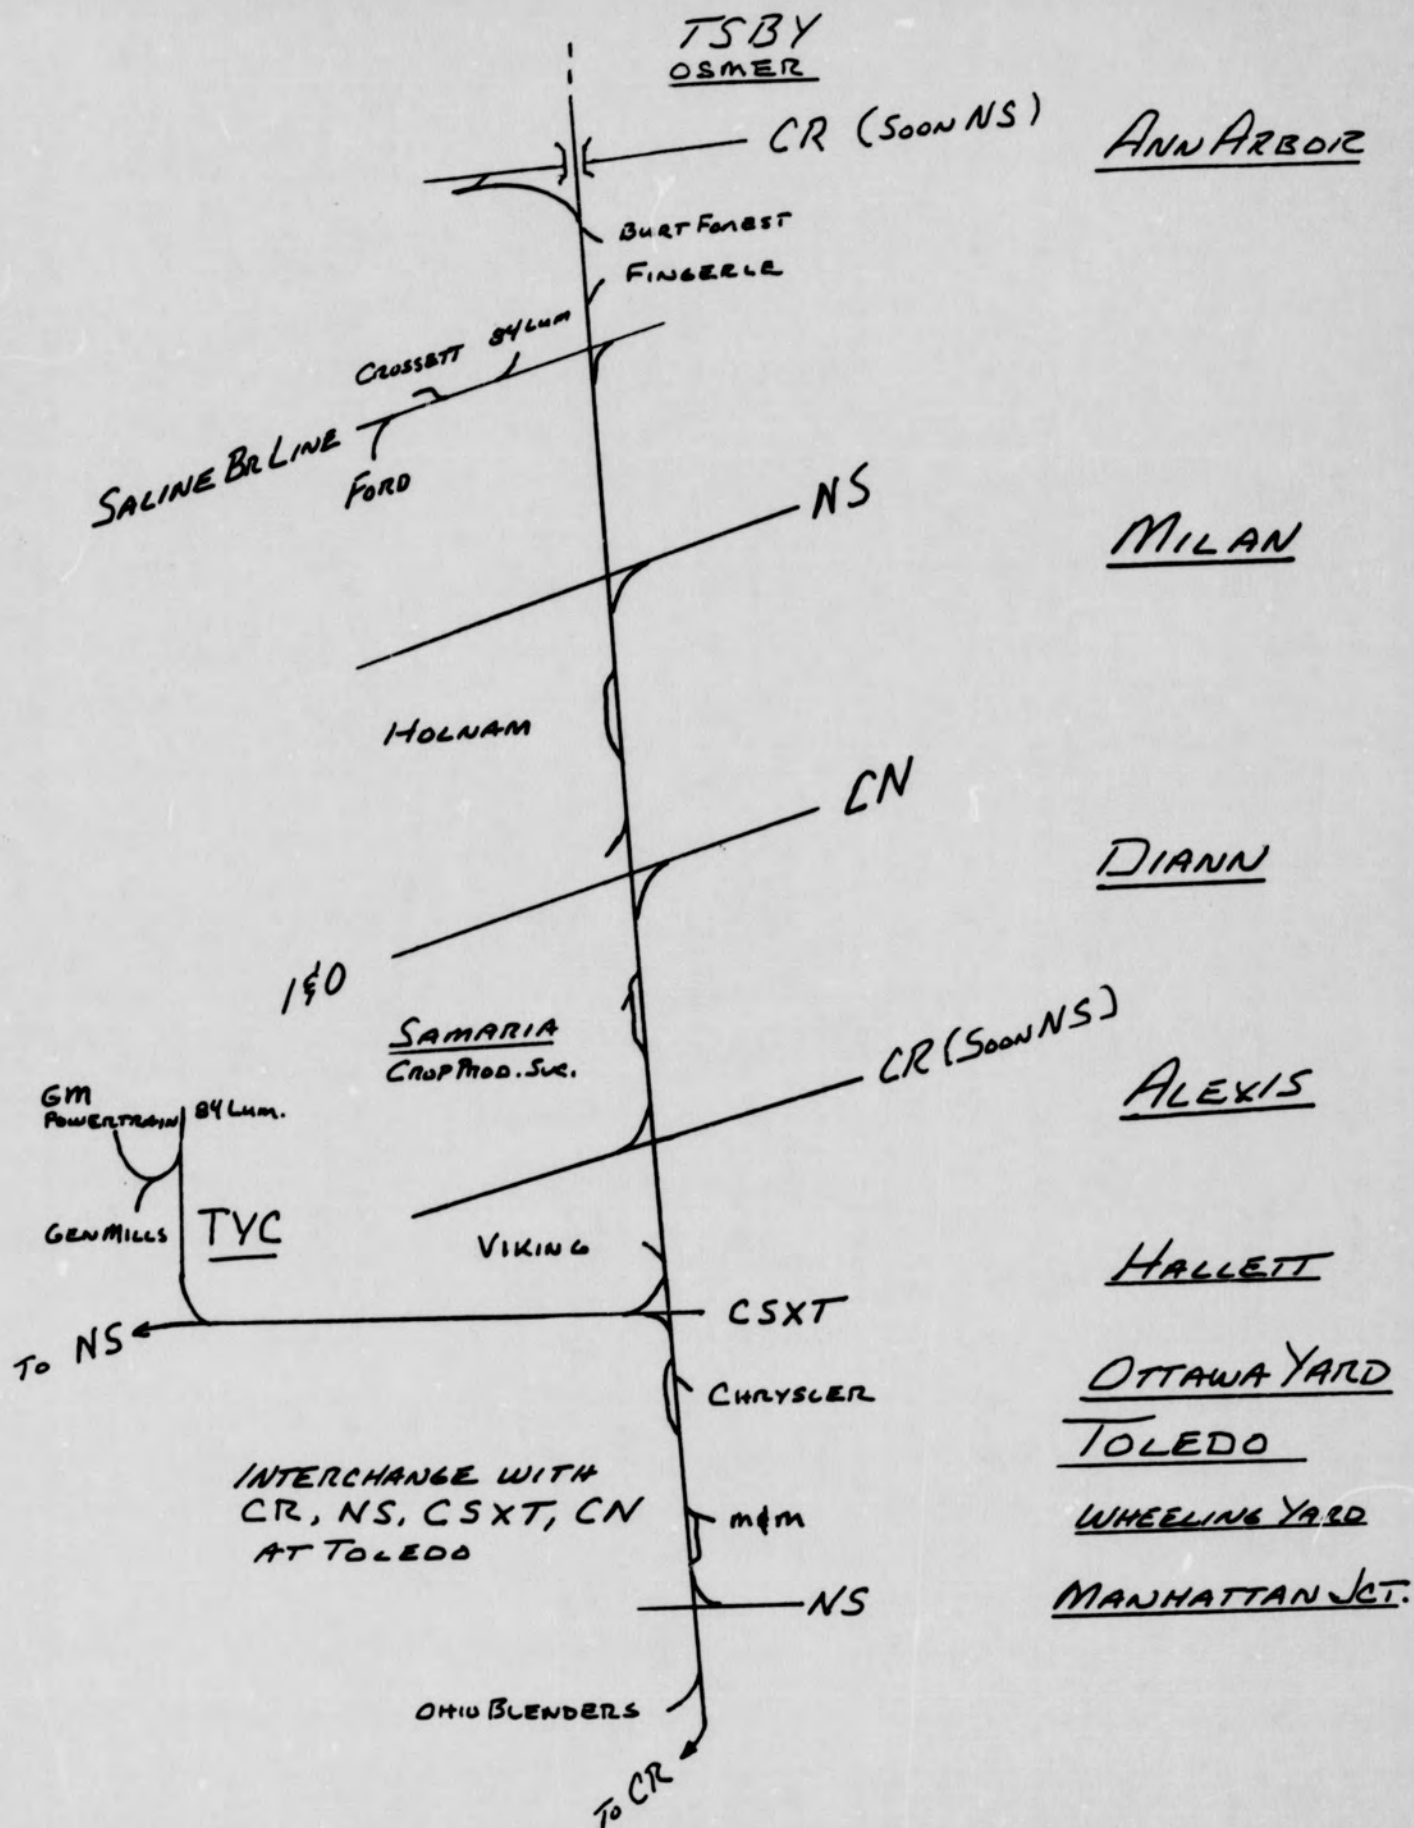 TSBY
OSMER
CR (SOON NS)
ANN ARBOR
BURT FOREST
FINGERLE
CROSSETT 84 LUM
SALINE BR LINE
FORD
NS
MILAN
HOLNAM
CN
DIANN
I&O
SAMARIA
CROP PROD. SVC.
CR (SOON NS)
ALEXIS
GM
POWERTRAIN
84 LUM.
GEN MILLS
TYC
VIKING
HALLETT
CSXT
TO NS
OTTAWA YARD
CHRYSLER
TOLEDO
INTERCHANGE WITH
CR, NS, CSXT, CN
AT TOLEDO
M&M
WHEELING YARD
NS
MANHATTAN JCT.
OHIO BLENDERS
TO CR